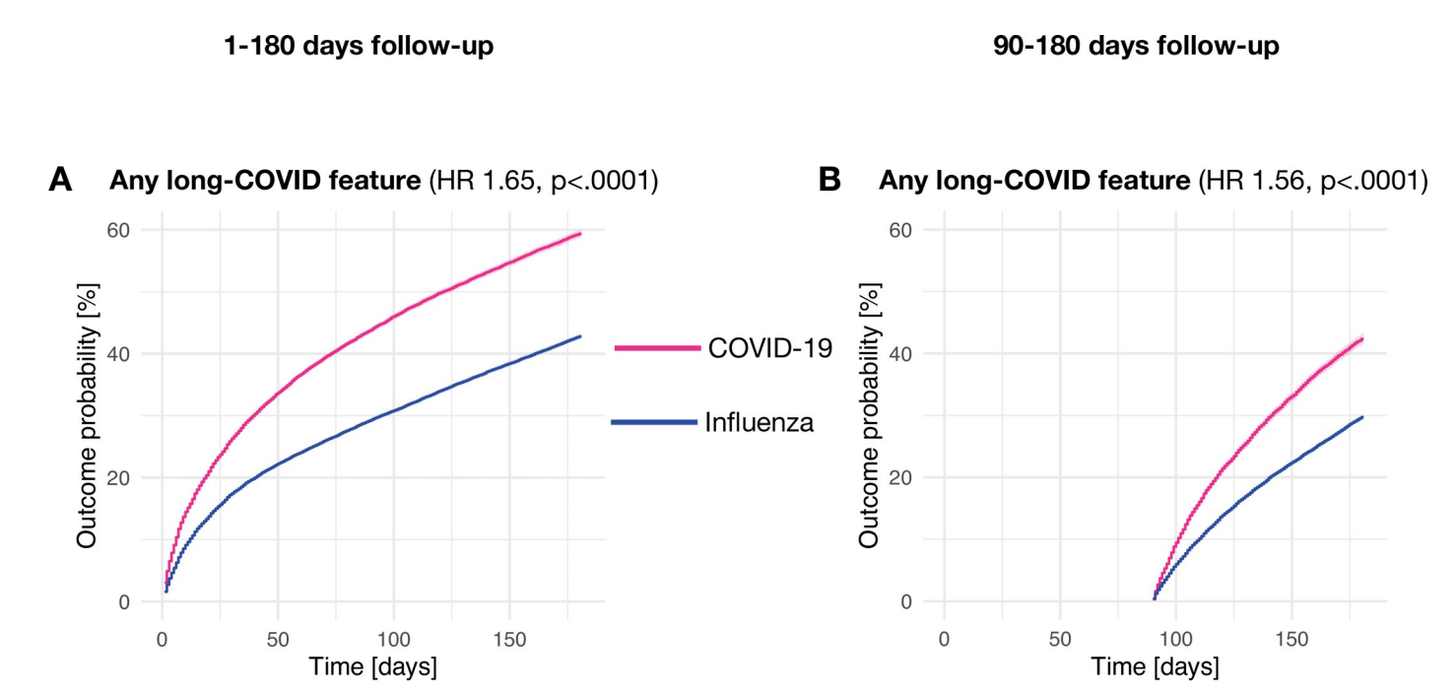 1-180 days follow-up
90-180 days follow-up
A Any long-COVID feature (HR 1.65, p<.0001)
60
40
20
0
0 50 100 150
Outcome probability [%]
Time [days]
COVID-19
Influenza
B Any long-COVID feature (HR 1.56, p<.0001)
60
40
20
0
0 50 100 150
Outcome probability [%]
Time [days]